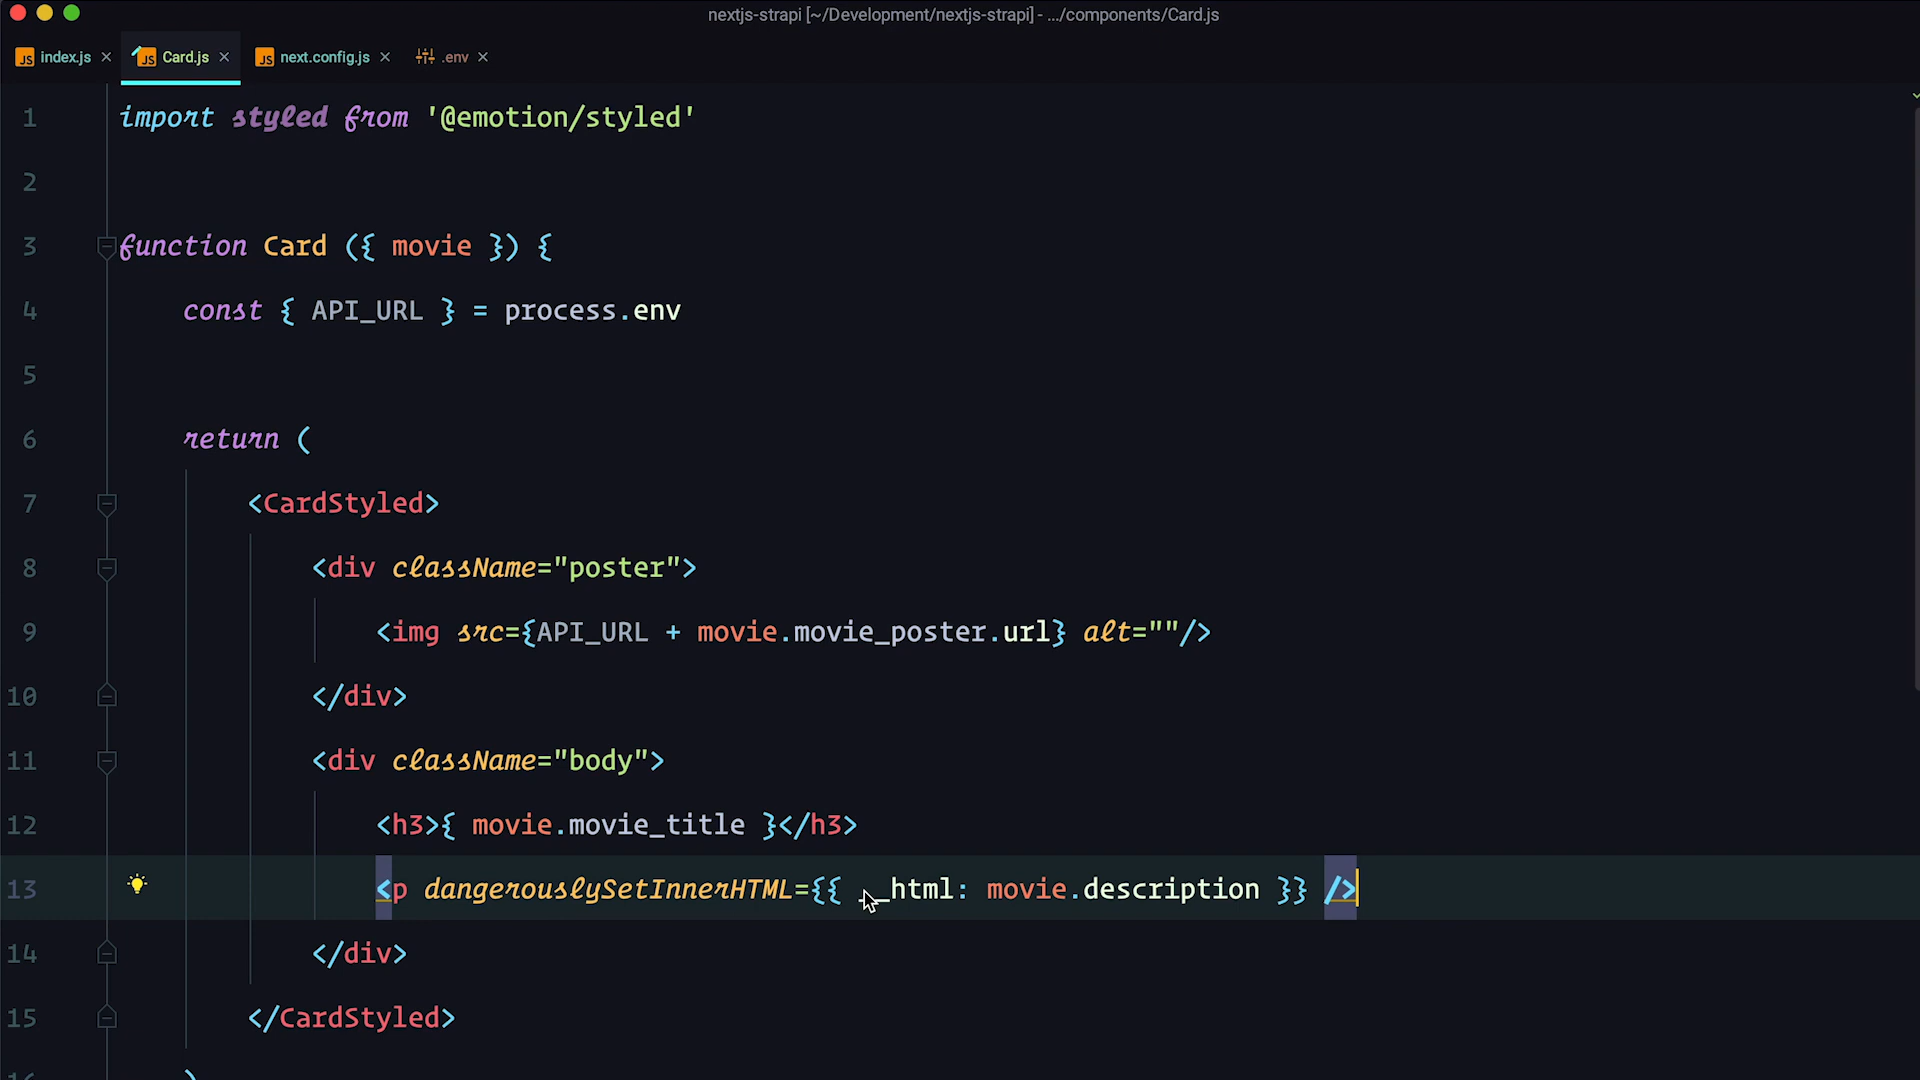 nextjs-strapi [~/Development/nextjs-strapi] - .../components/Card.js
index.js Card.js next.config.js .env
1 import styled from '@emotion/styled'
2
3 function Card ({ movie }) {
4 const { API_URL } = process.env
5
6 return (
7 <CardStyled>
8 <div className="poster">
9 <img src={API_URL + movie.movie_poster.url} alt=""/>
10 </div>
11 <div className="body">
12 <h3>{ movie.movie_title }</h3>
13 <p dangerouslySetInnerHTML={{ __html: movie.description }} />
14 </div>
15 </CardStyled>
16 )